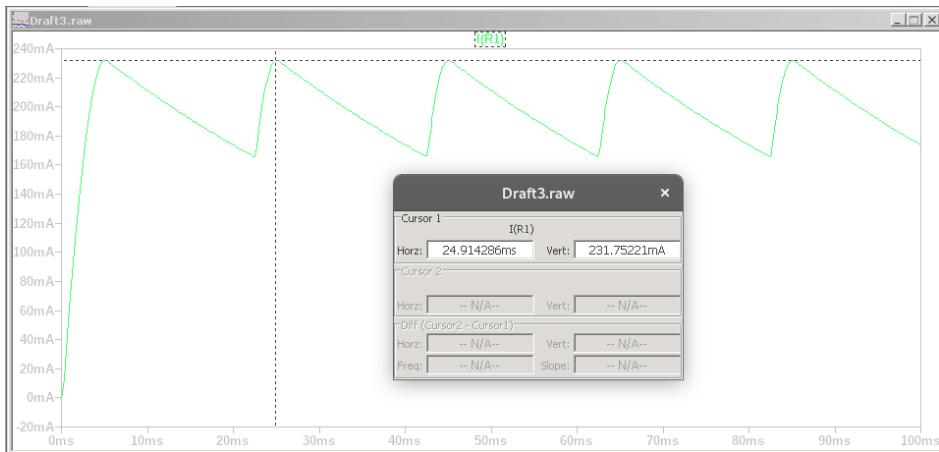 Draft3.raw
I(R1)
240mA
220mA
200mA
180mA
160mA
140mA
120mA
100mA
80mA
60mA
40mA
20mA
0mA
-20mA
0ms 10ms 20ms 30ms 40ms 50ms 60ms 70ms 80ms 90ms 100ms
Draft3.raw ×
Cursor 1
I(R1)
Horz: 24.914286ms Vert: 231.75221mA
Cursor 2
Horz: -- N/A-- Vert: -- N/A--
Diff (Cursor2 - Cursor1)
Horz: -- N/A-- Vert: -- N/A--
Freq: -- N/A-- Slope: -- N/A--